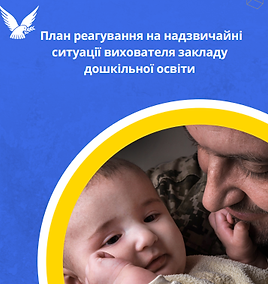 План реагування на надзвичайні
ситуації вихователя закладу
дошкільної освіти